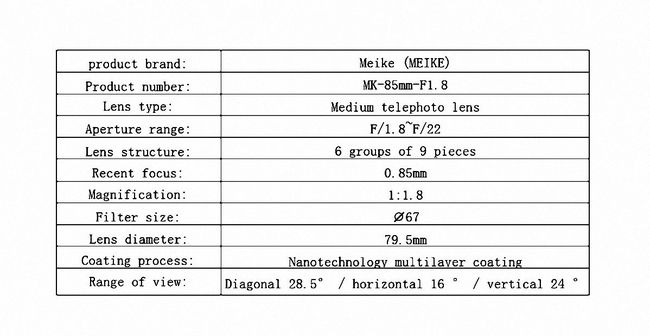 product brand: Meike (MEIKE)
Product number: MK-85mm-F1.8
Lens type: Medium telephoto lens
Aperture range: F/1.8~F/22
Lens structure: 6 groups of 9 pieces
Recent focus: 0.85mm
Magnification: 1:1.8
Filter size: Ø67
Lens diameter: 79.5mm
Coating process: Nanotechnology multilayer coating
Range of view: Diagonal 28.5° / horizontal 16 ° / vertical 24 °